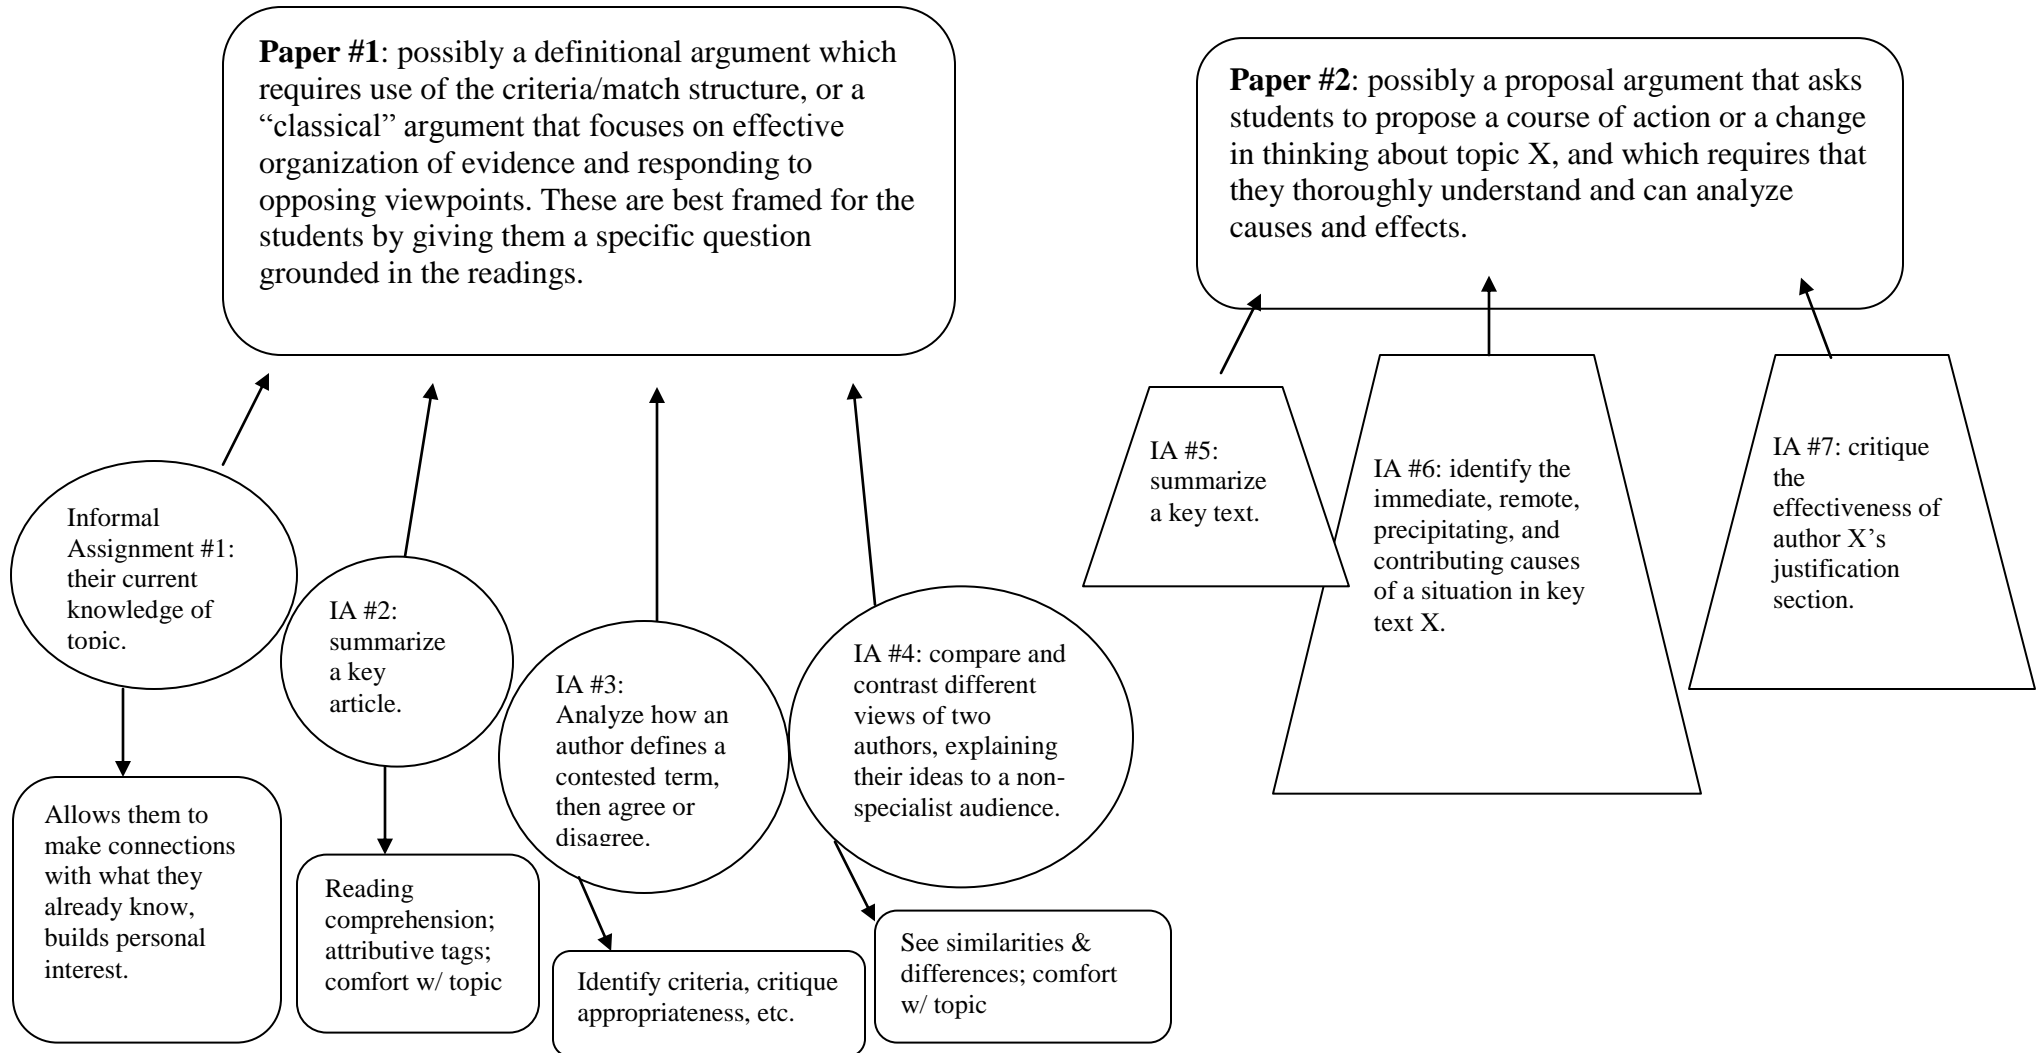 Paper #1: possibly a definitional argument which
requires use of the criteria/match structure, or a
“classical” argument that focuses on effective
organization of evidence and responding to
opposing viewpoints. These are best framed for the
students by giving them a specific question
grounded in the readings.
Paper #2: possibly a proposal argument that asks
students to propose a course of action or a change
in thinking about topic X, and which requires that
they thoroughly understand and can analyze
causes and effects.
Informal
Assignment #1:
their current
knowledge of
topic.
IA #2:
summarize
a key
article.
IA #3:
Analyze how an
author defines a
contested term,
then agree or
disagree.
IA #4: compare and
contrast different
views of two
authors, explaining
their ideas to a non-
specialist audience.
IA #5:
summarize
a key text.
IA #6: identify the
immediate, remote,
precipitating, and
contributing causes
of a situation in key
text X.
IA #7: critique
the
effectiveness of
author X’s
justification
section.
Allows them to
make connections
with what they
already know,
builds personal
interest.
Reading
comprehension;
attributive tags;
comfort w/ topic
Identify criteria, critique
appropriateness, etc.
See similarities &
differences; comfort
w/ topic